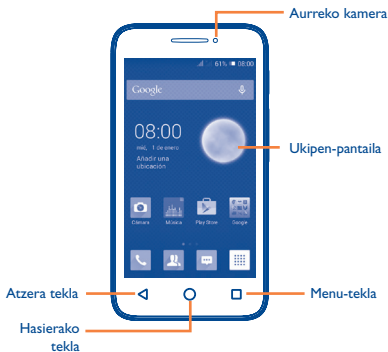 Aurreko kamera
61% 08:00
Google
08:00
mié, 1 de enero
Añadir una
ubicación
Ukipen-pantaila
Cámara
Música
Play Store
Google
Atzera tekla
Menu-tekla
Hasierako
tekla